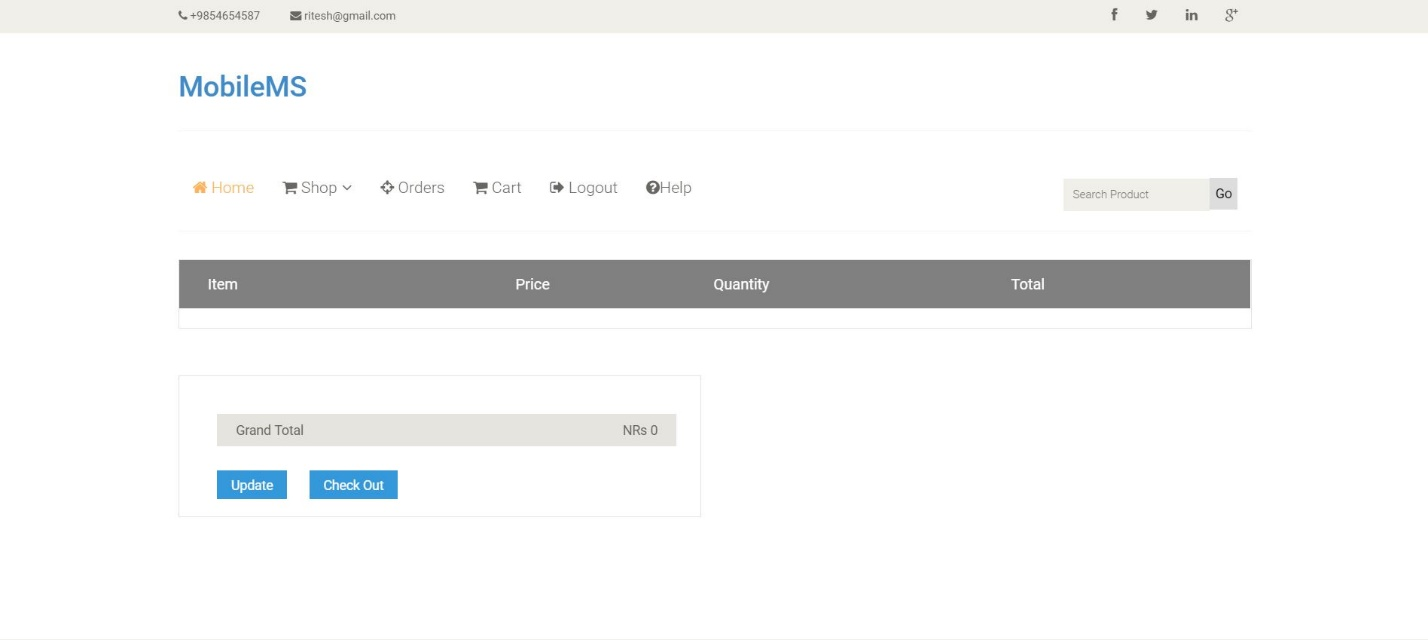 +9854654587 ritesh@gmail.com
MobileMS
Home Shop Orders Cart Logout Help
Search Product Go
Item Price Quantity Total
Grand Total NRs 0
Update Check Out